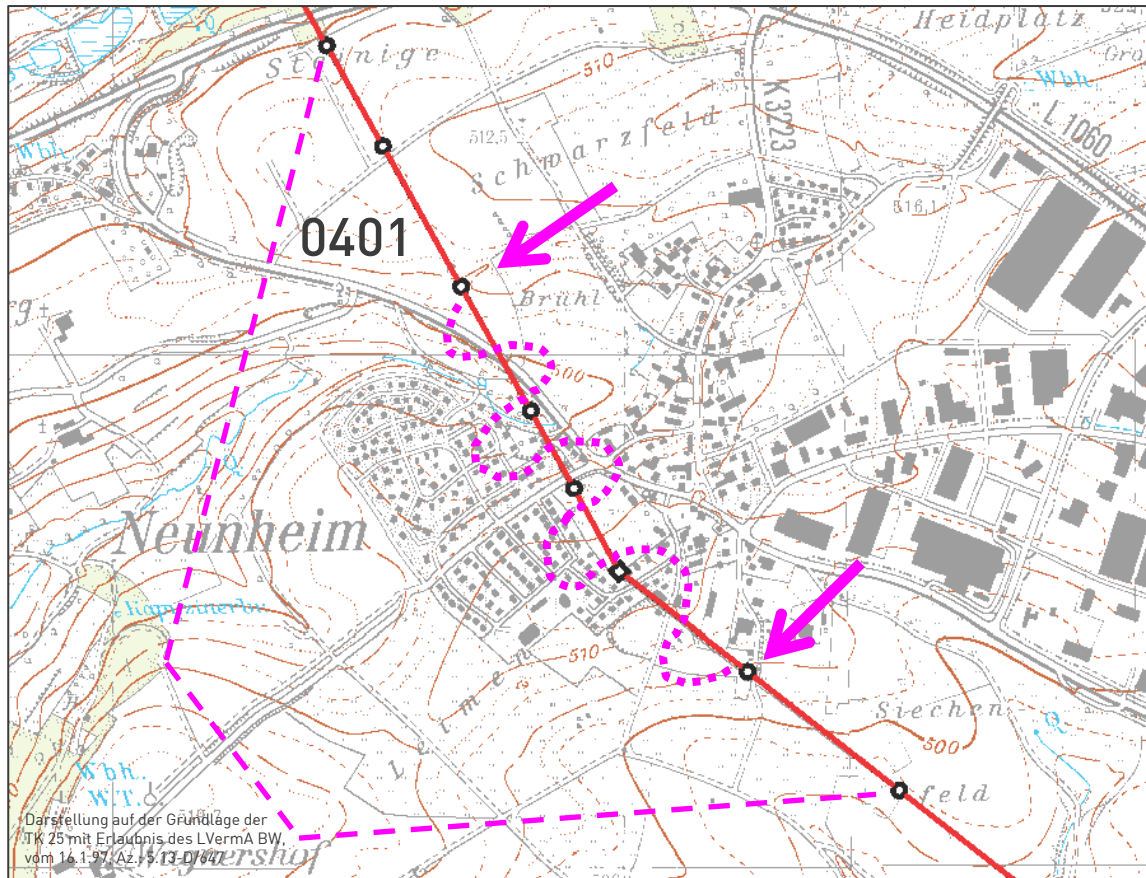 Heidplatz
Wbh.
L 1060
K 3223
510
512,5
Schwarzfeld
516,1
Wbh.
0401
Brühl
500
Q.
Neunheim
510
Siechen
feld
500
Q.
Wbh.
W.T.
Darstellung auf der Grundlage der
TK 25 mit Erlaubnis des LVermA BW,
vom 16.1.97, Az.: 5.13-D/647